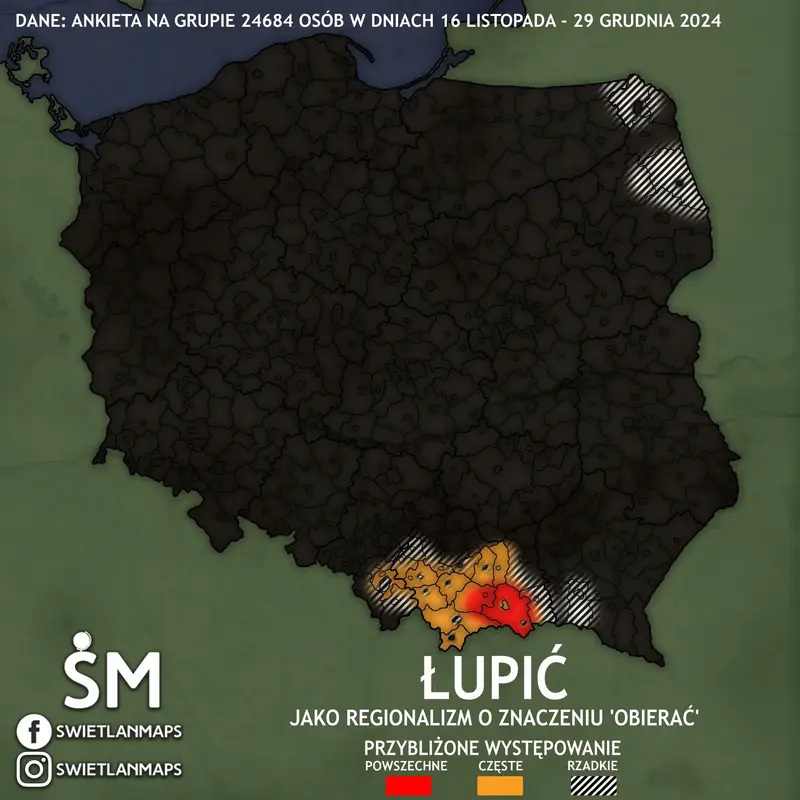 DANE: ANKIETA NA GRUPIE 24684 OSÓB W DNIACH 16 LISTOPADA - 29 GRUDNIA 2024
ŚM
SWIETLANMAPS
SWIETLANMAPS
ŁUPIĆ
JAKO REGIONALIZM O ZNACZENIU 'OBIERAĆ'
PRZYBLIŻONE WYSTĘPOWANIE
POWSZECHNE CZĘSTE RZADKIE